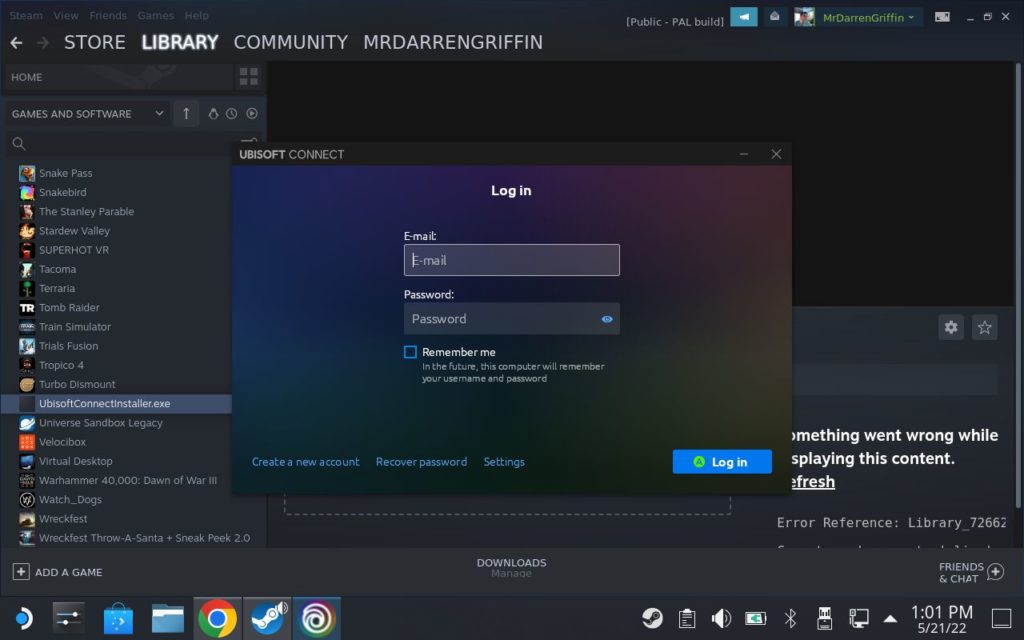 Steam View Friends Games Help
[Public - PAL build]
MrDarrenGriffin
STORE LIBRARY COMMUNITY MRDARRENGRIFFIN
HOME
GAMES AND SOFTWARE
Snake Pass
Snakebird
The Stanley Parable
Stardew Valley
SUPERHOT VR
Tacoma
Terraria
Tomb Raider
Train Simulator
Trials Fusion
Tropico 4
Turbo Dismount
UbisoftConnectInstaller.exe
Universe Sandbox Legacy
Velocibox
Virtual Desktop
Warhammer 40,000: Dawn of War III
Watch_Dogs
Wreckfest
Wreckfest Throw-A-Santa + Sneak Peek 2.0
UBISOFT CONNECT
Log in
E-mail:
E-mail
Password:
Password
Remember me
In the future, this computer will remember
your username and password
Create a new account Recover password Settings
A Log in
omething went wrong while
splaying this content.
efresh
Error Reference: Library_72662
ADD A GAME
DOWNLOADS
Manage
FRIENDS
& CHAT
1:01 PM
5/21/22